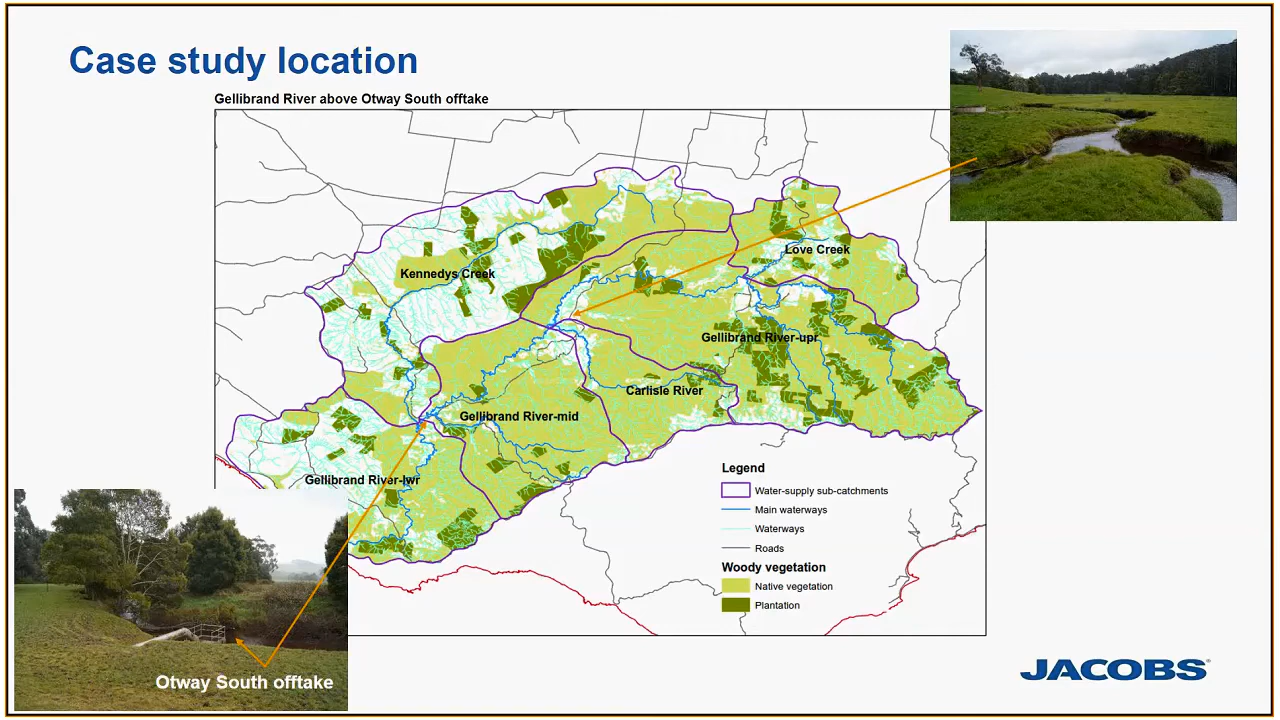 Case study location
Gellibrand River above Otway South offtake
Love Creek
Kennedys Creek
Gellibrand River-upr
Carlisle River
Gellibrand River-mid
Gellibrand River-lwr
Legend
Water-supply sub-catchments
Main waterways
Waterways
Roads
Woody vegetation
Native vegetation
Plantation
Otway South offtake
JACOBS